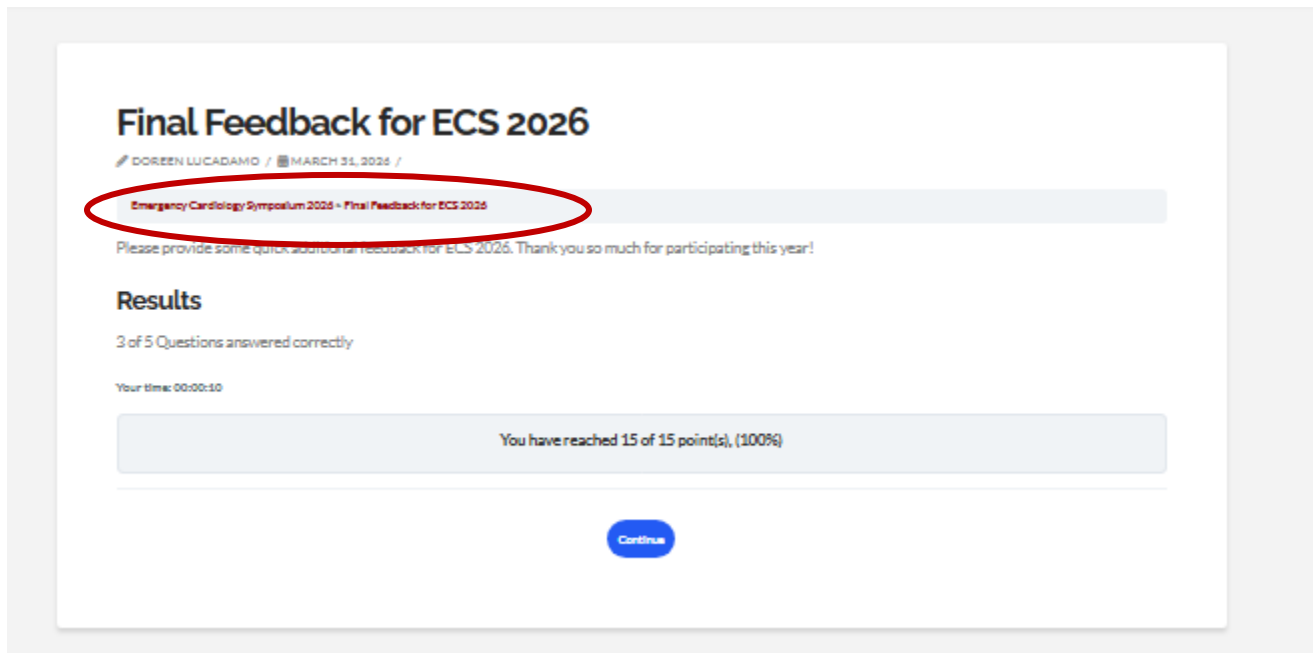 Final Feedback for ECS 2026
DOREEN LUCADAMO / MARCH 31, 2026 /
Emergency Cardiology Symposium 2026 » Final Feedback for ECS 2026
Please provide some quick additional feedback for ECS 2026. Thank you so much for participating this year!
Results
3 of 5 Questions answered correctly
Your time: 00:00:10
You have reached 15 of 15 point(s), (100%)
Continue